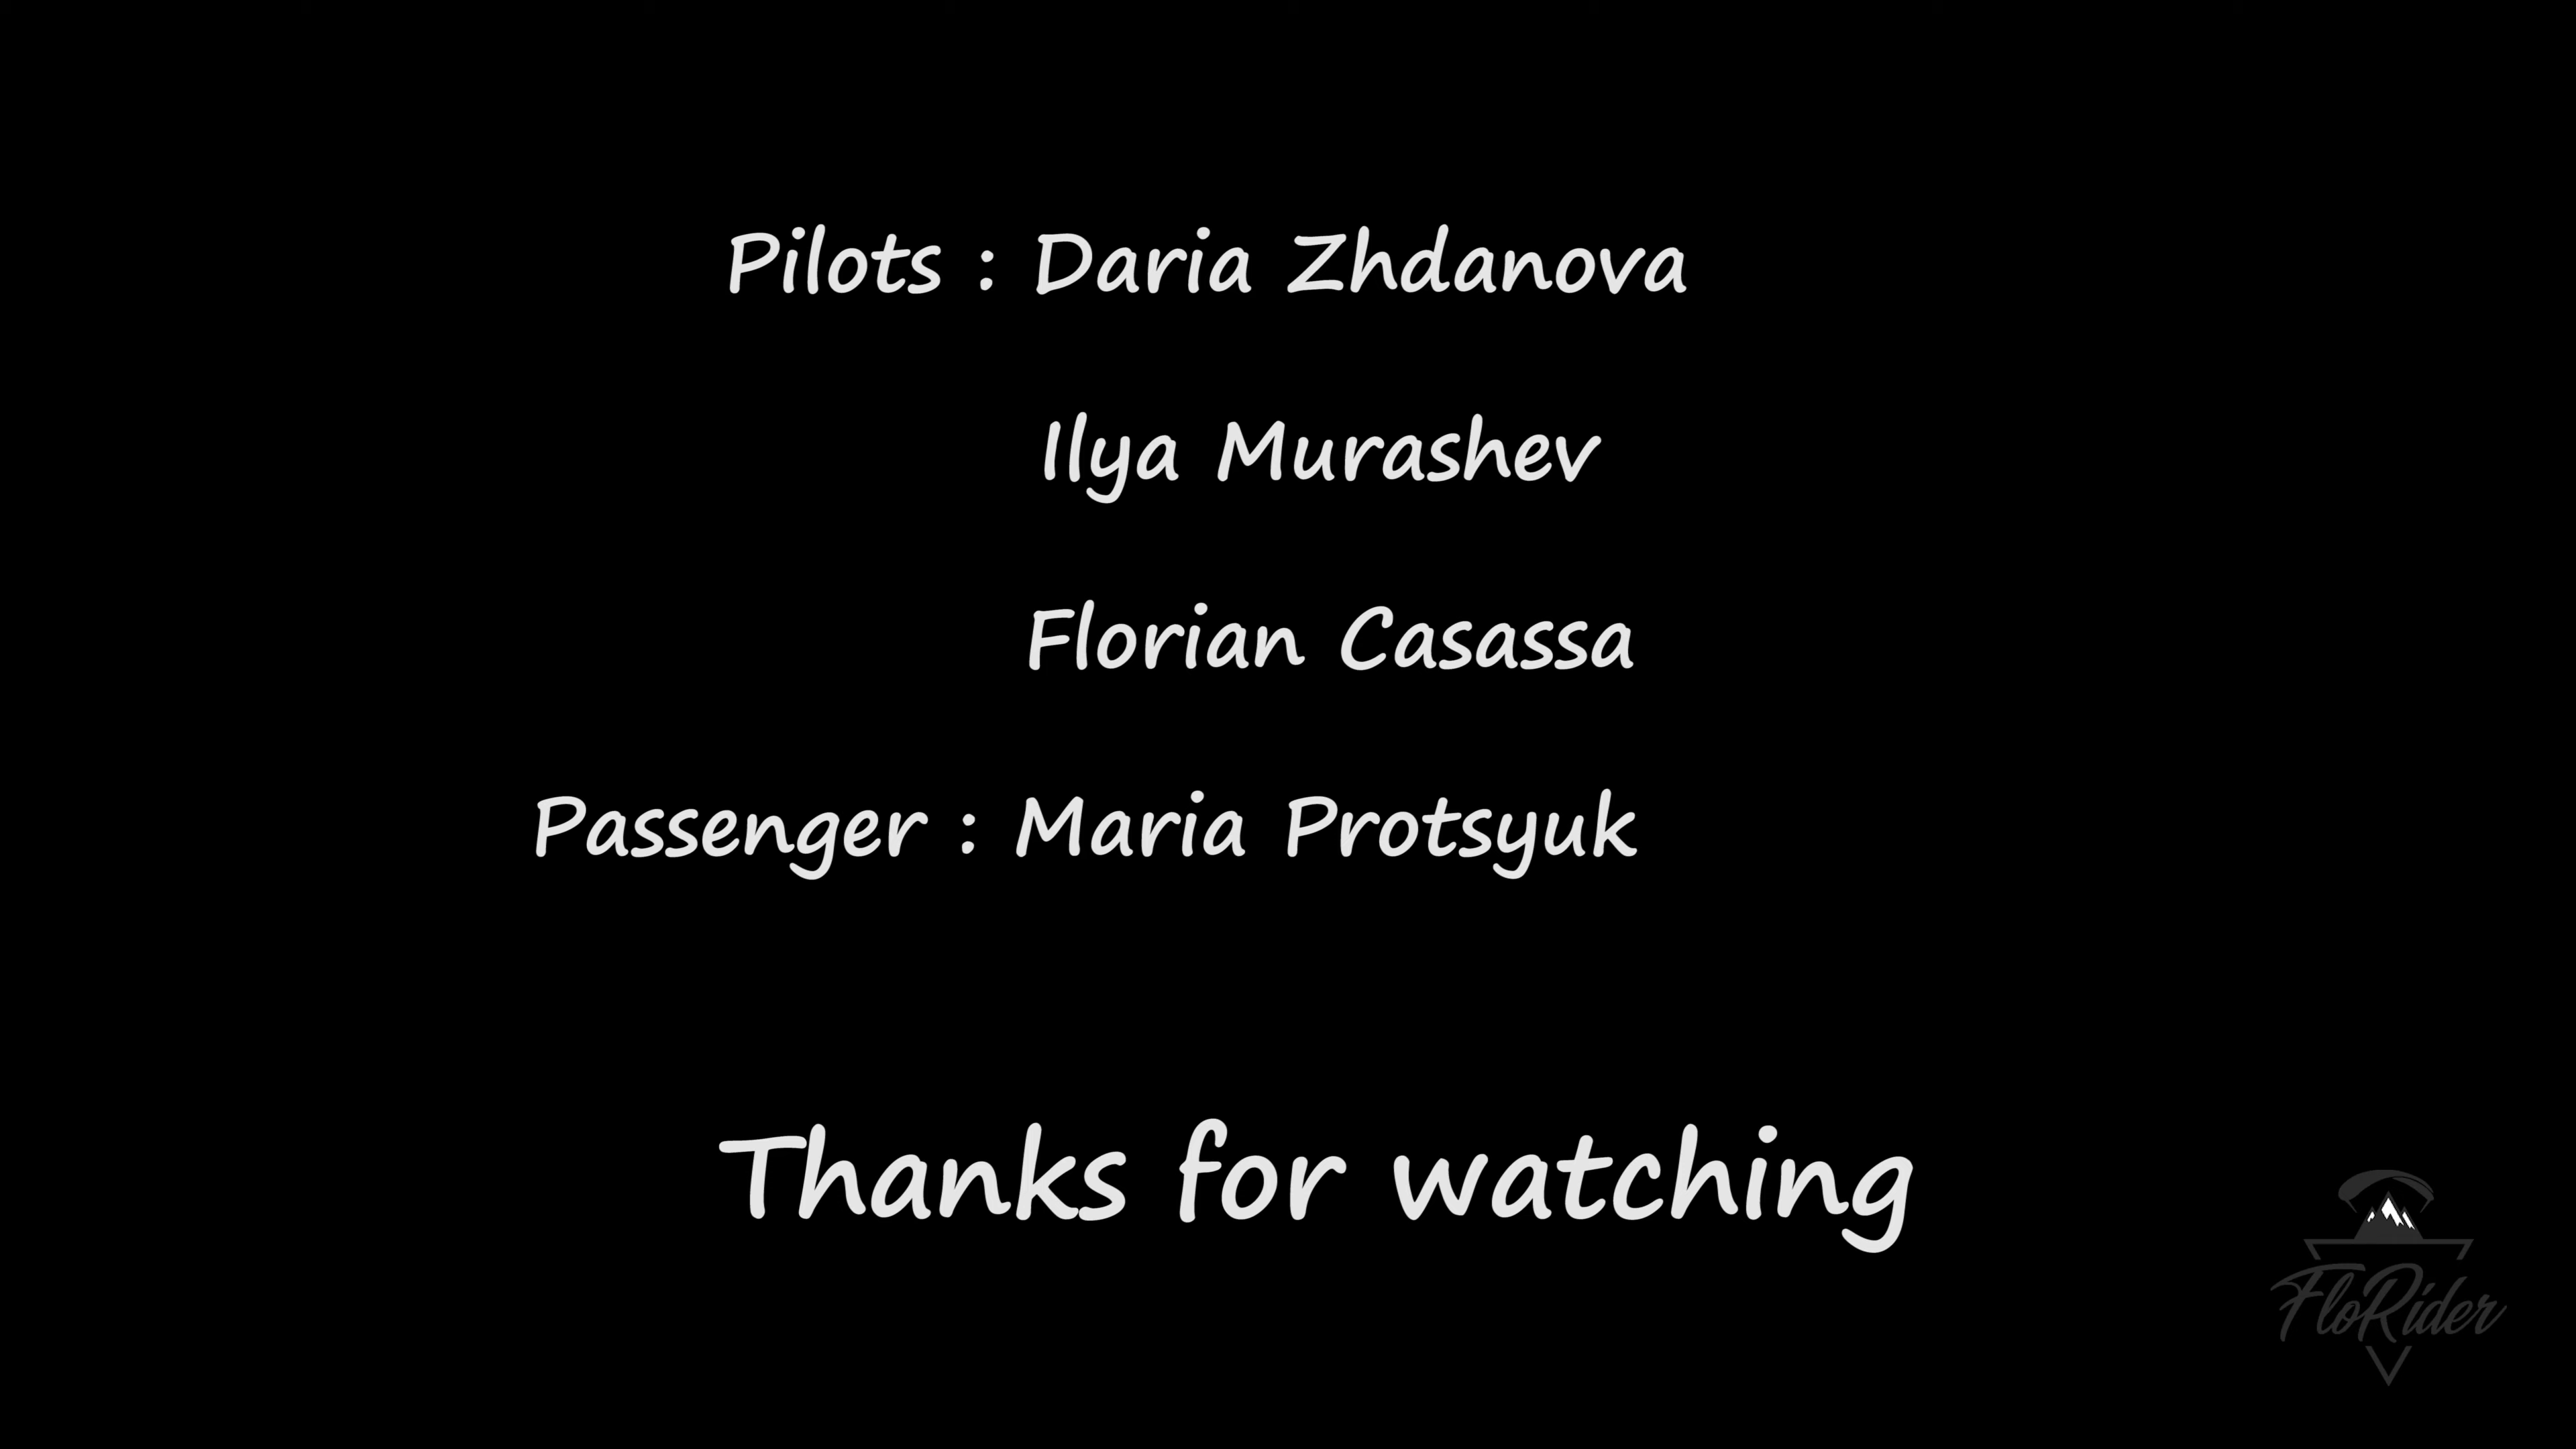 Pilots : Daria Zhdanova
Ilya Murashev
Florian Casassa
Passenger : Maria Protsyuk
Thanks for watching
FloRider